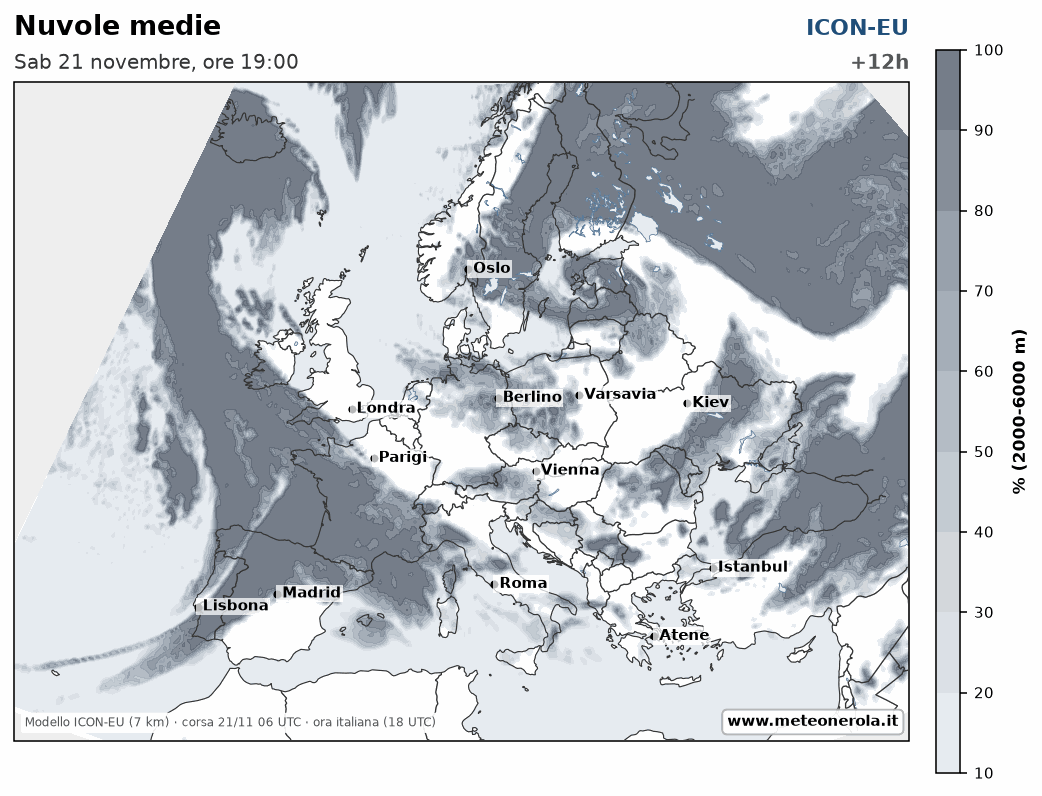 Nuvole medie
ICON-EU
Sab 21 novembre, ore 19:00
+12h
100
90
80
70
60
50
40
30
20
10
% (2000-6000 m)
Oslo
Londra
Berlino
Varsavia
Kiev
Parigi
Vienna
Istanbul
Roma
Madrid
Lisbona
Atene
Modello ICON-EU (7 km) · corsa 21/11 06 UTC · ora italiana (18 UTC)
www.meteonerola.it